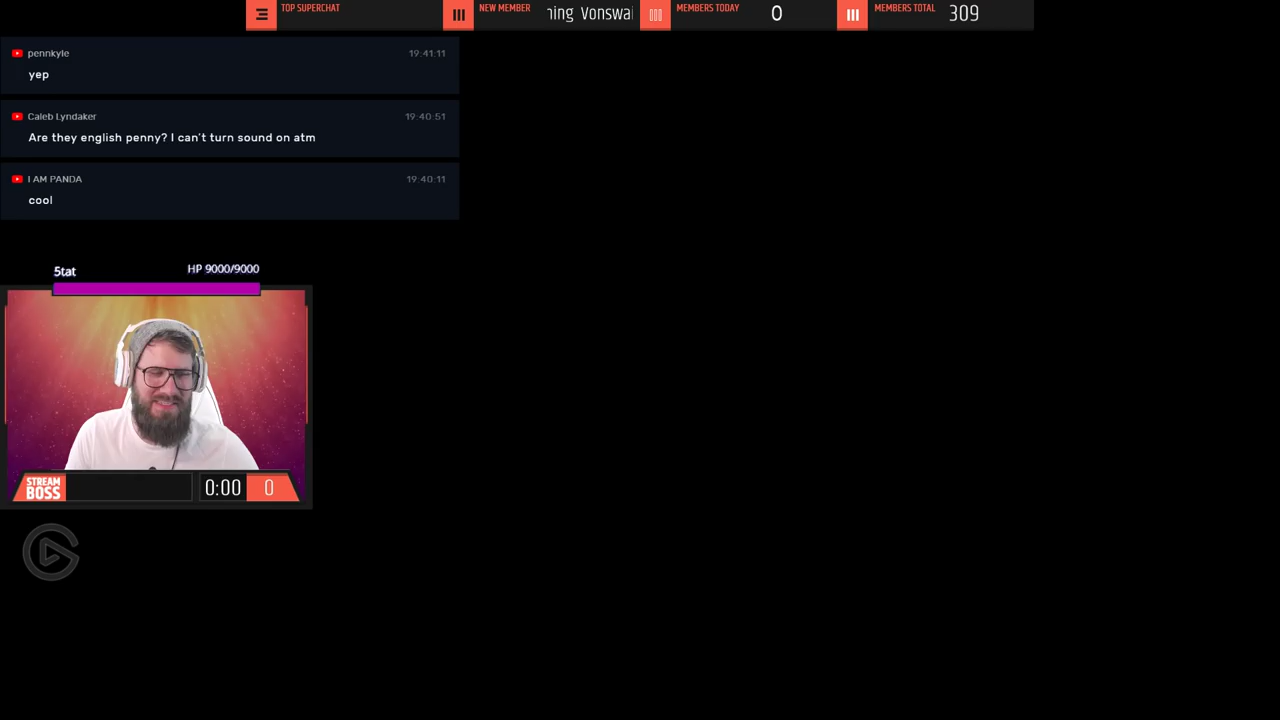 TOP SUPERCHAT
NEW MEMBER
Vonswai
MEMBERS TODAY
0
MEMBERS TOTAL
309
pennkyle
19:41:11
yep
Caleb Lyndaker
19:40:51
Are they english penny? I can't turn sound on atm
I AM PANDA
19:40:11
cool
5tat
HP 9000/9000
STREAM
BOSS
0:00
0